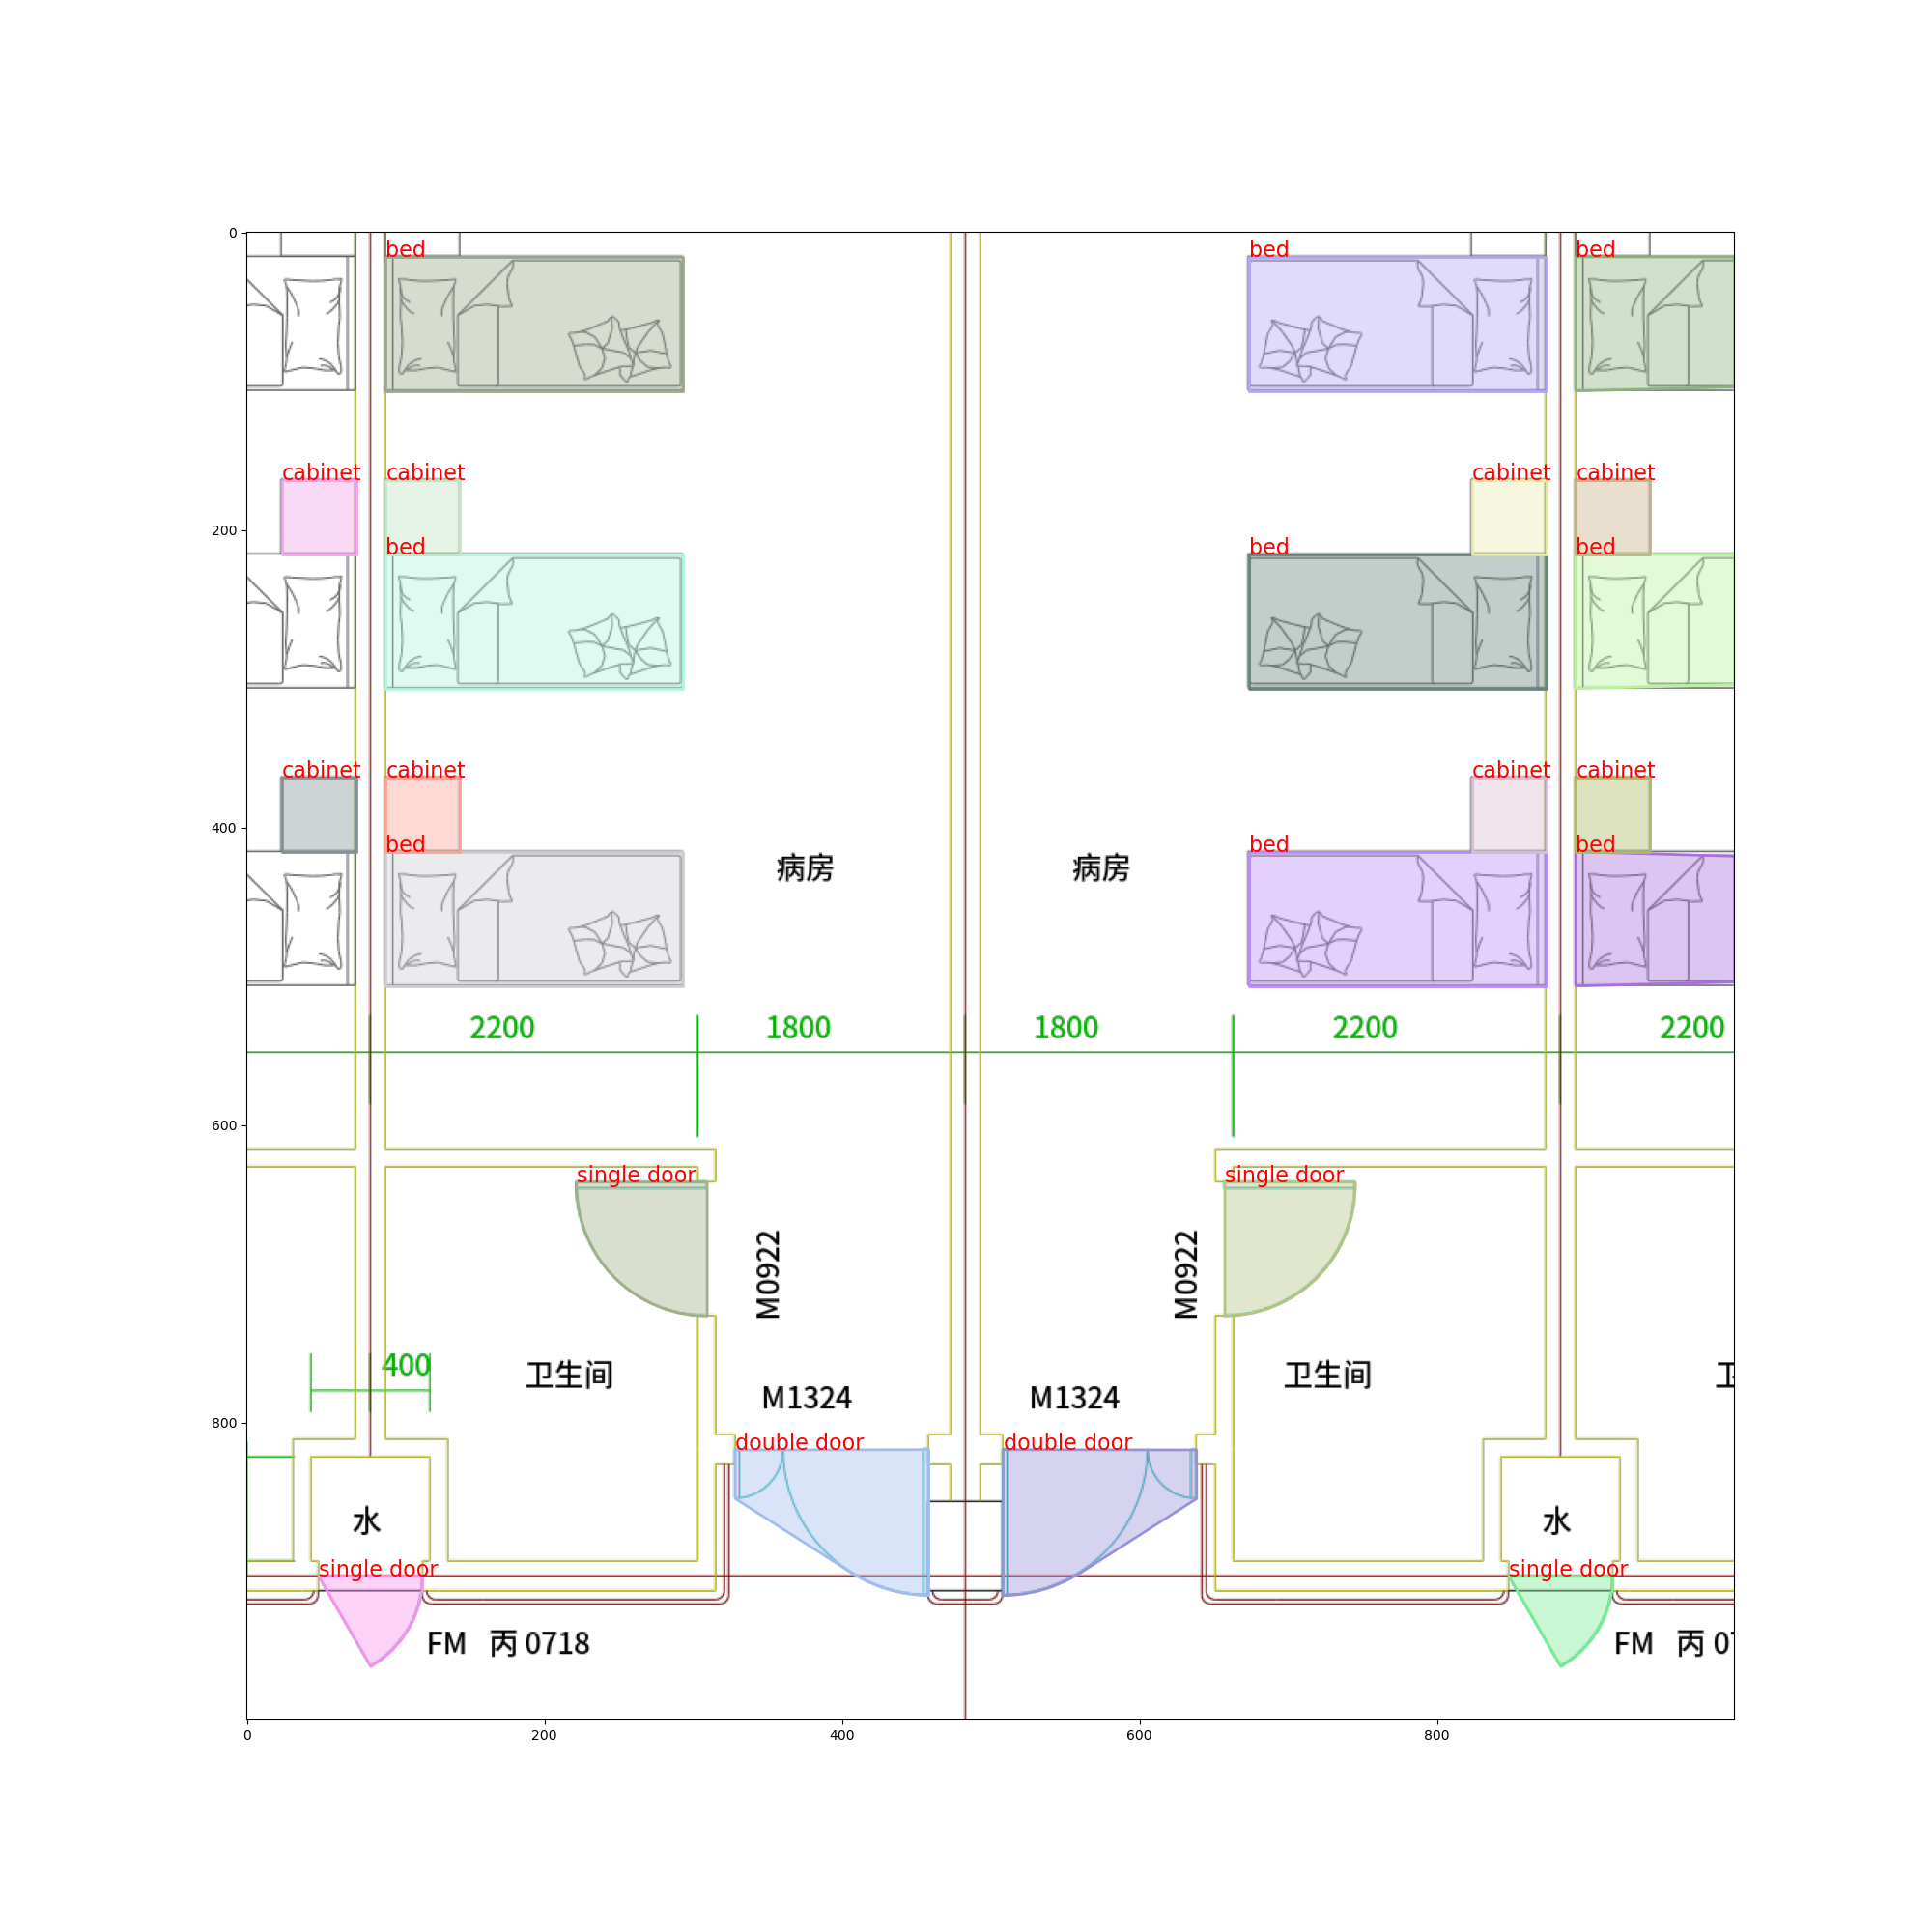 0
bed
bed
bed
cabinet
cabinet
cabinet
cabinet
200
bed
bed
bed
cabinet
cabinet
cabinet
cabinet
400
bed
bed
bed
病房
病房
2200
1800
1800
2200
2200
600
single door
single door
M0922
M0922
400
卫生间
卫生间
M1324
M1324
800
double door
double door
水
水
single door
single door
FM 丙 0718
FM 丙 07
0
200
400
600
800